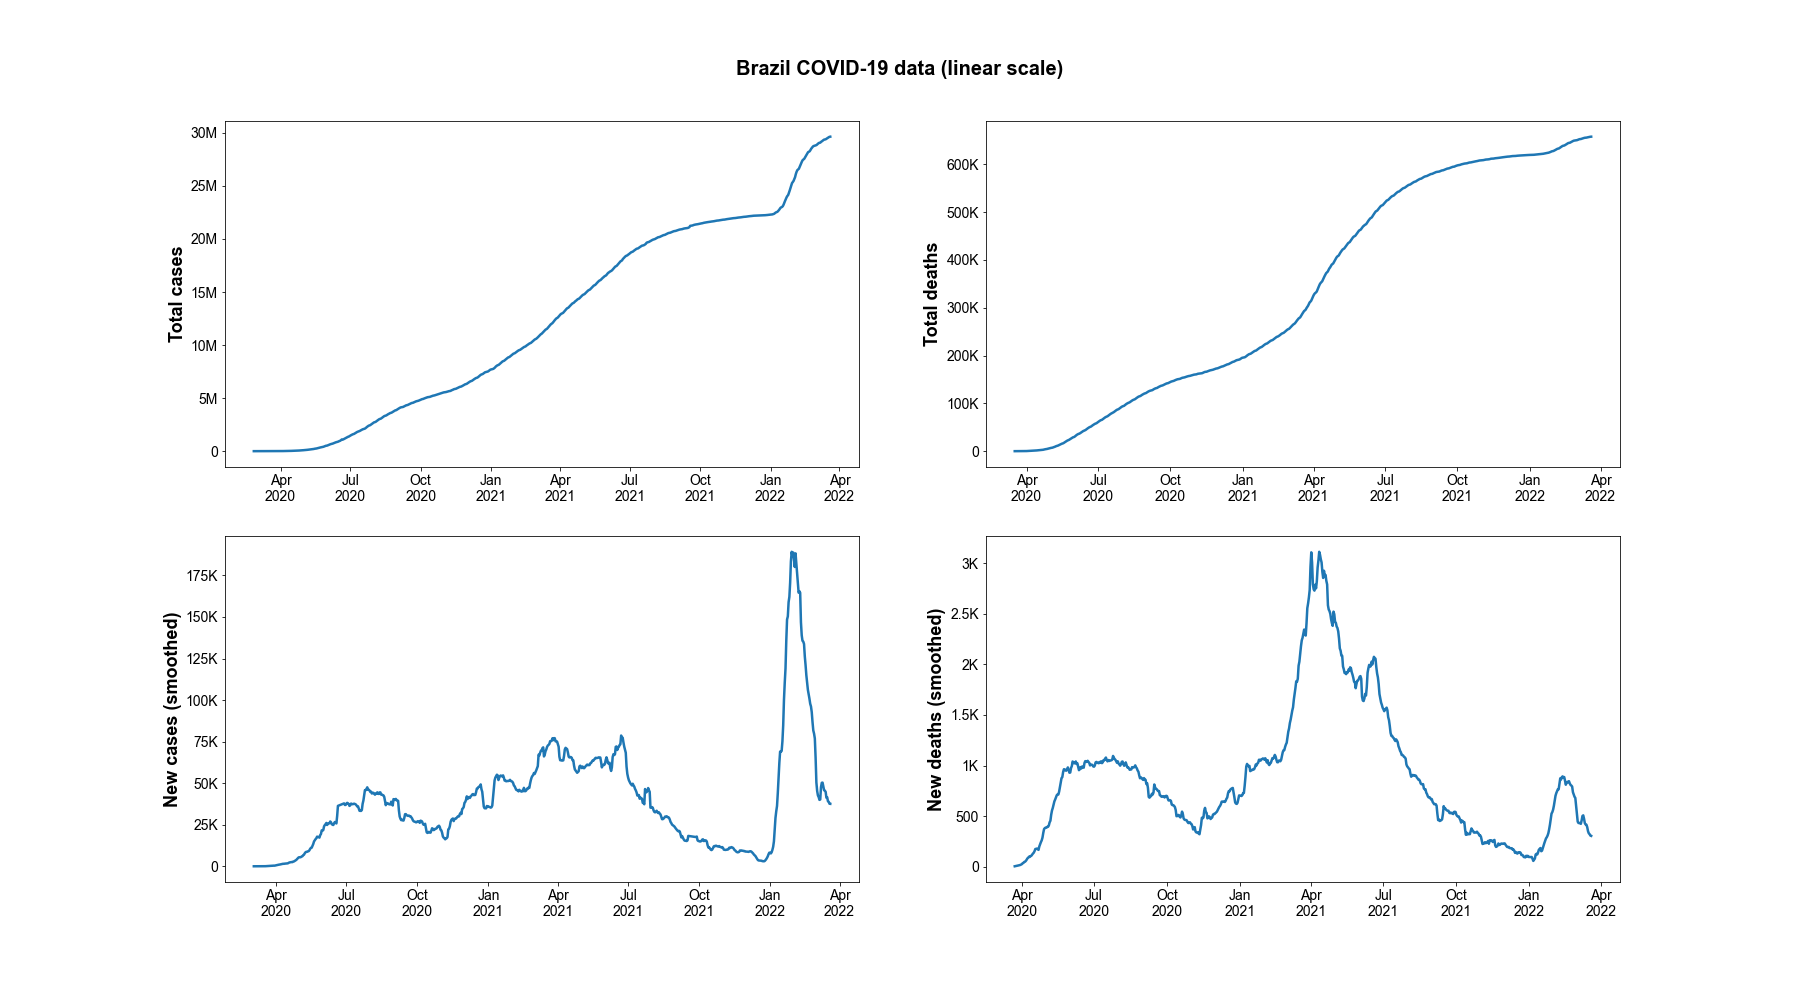 Brazil COVID-19 data (linear scale)
Total cases
30M
25M
20M
15M
10M
5M
0
Apr Jul Oct Jan Apr Jul Oct Jan Apr
2020 2020 2020 2021 2021 2021 2021 2022 2022
Total deaths
600K
500K
400K
300K
200K
100K
0
Apr Jul Oct Jan Apr Jul Oct Jan Apr
2020 2020 2020 2021 2021 2021 2021 2022 2022
New cases (smoothed)
175K
150K
125K
100K
75K
50K
25K
0
Apr Jul Oct Jan Apr Jul Oct Jan Apr
2020 2020 2020 2021 2021 2021 2021 2022 2022
New deaths (smoothed)
3K
2.5K
2K
1.5K
1K
500
0
Apr Jul Oct Jan Apr Jul Oct Jan Apr
2020 2020 2020 2021 2021 2021 2021 2022 2022